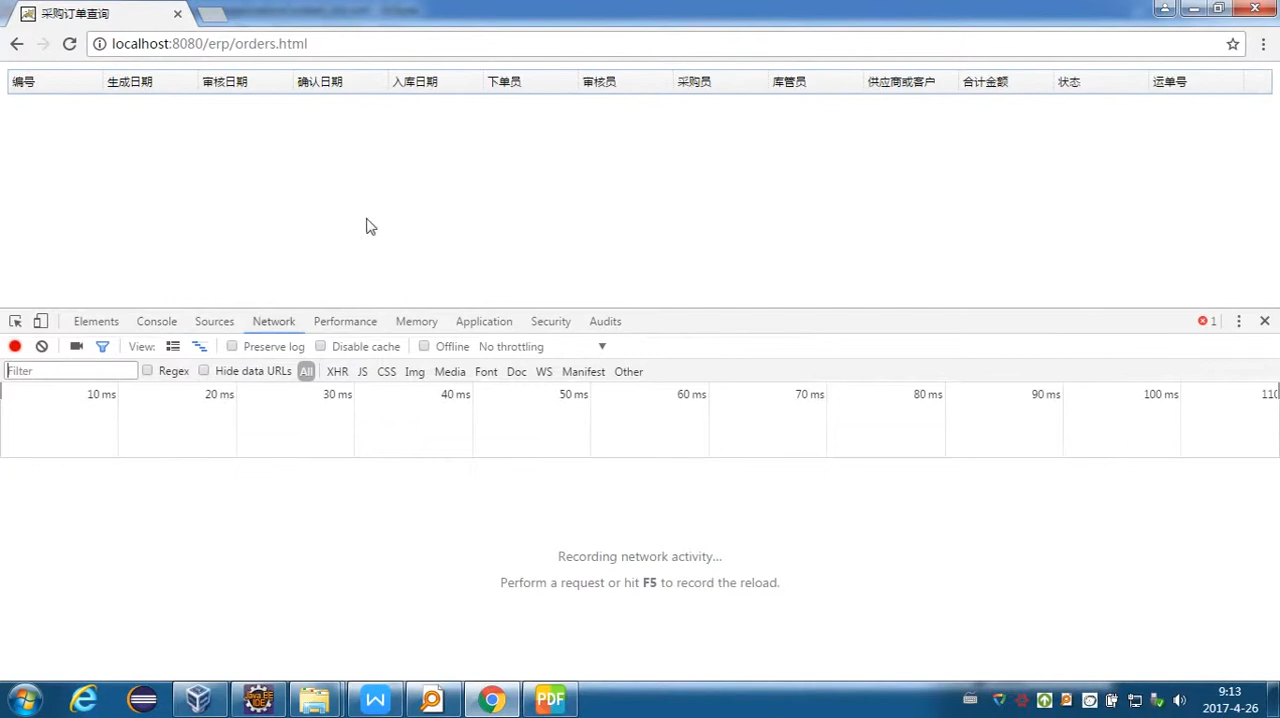 采购订单查询
localhost:8080/erp/orders.html
编号 生成日期 审核日期 确认日期 入库日期 下单员 审核员 采购员 库管员 供应商或客户 合计金额 状态 运单号
Elements Console Sources Network Performance Memory Application Security Audits 1
View: Preserve log Disable cache Offline No throttling
Filter Regex Hide data URLs All XHR JS CSS Img Media Font Doc WS Manifest Other
10 ms 20 ms 30 ms 40 ms 50 ms 60 ms 70 ms 80 ms 90 ms 100 ms 110
Recording network activity...
Perform a request or hit F5 to record the reload.
Java EE IDE W PDF 9:13
2017-4-26